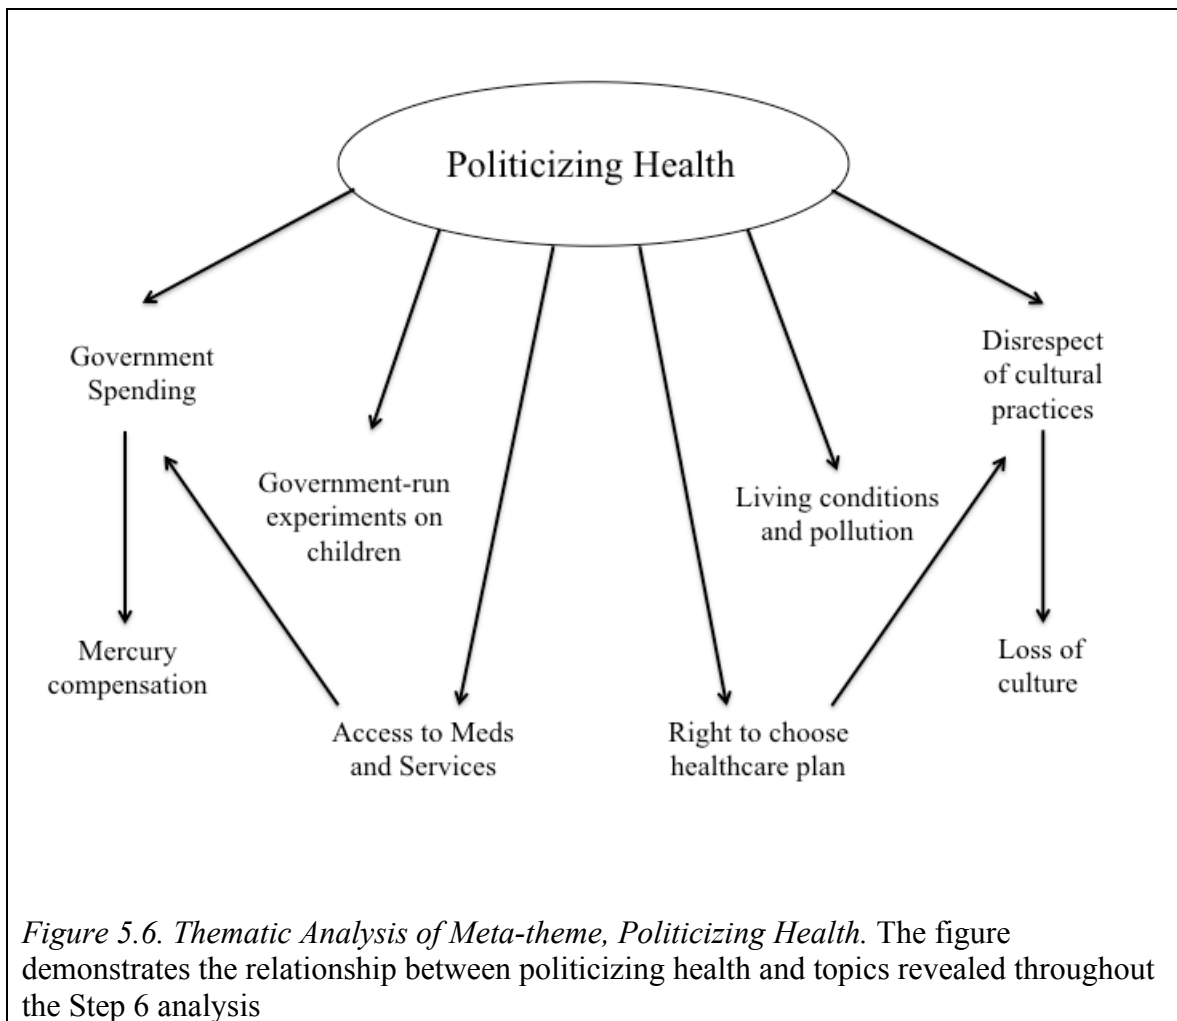 Politicizing Health
Government
Spending
Disrespect
of cultural
practices
Government-run
experiments on
children
Living conditions
and pollution
Mercury
compensation
Loss of
culture
Access to Meds
and Services
Right to choose
healthcare plan
Figure 5.6. Thematic Analysis of Meta-theme, Politicizing Health. The figure
demonstrates the relationship between politicizing health and topics revealed throughout
the Step 6 analysis